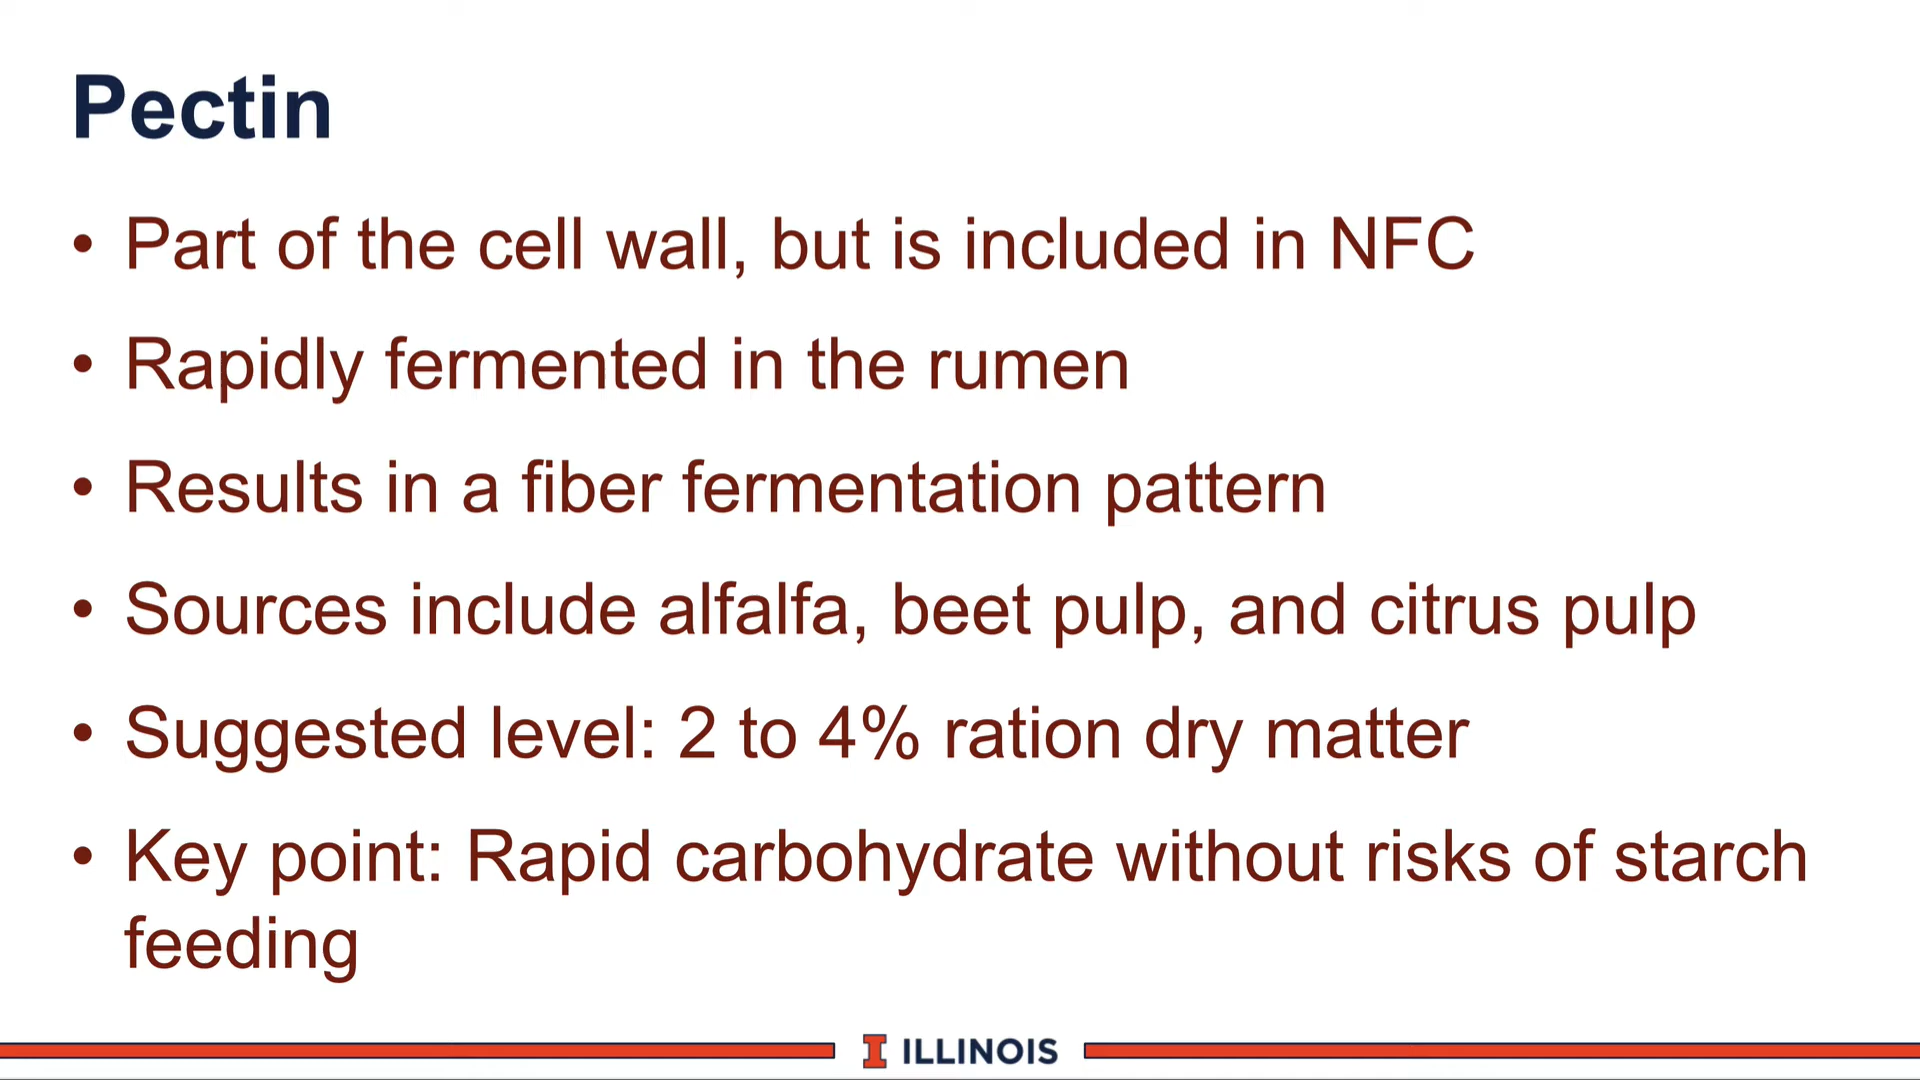 Pectin
• Part of the cell wall, but is included in NFC
• Rapidly fermented in the rumen
• Results in a fiber fermentation pattern
• Sources include alfalfa, beet pulp, and citrus pulp
• Suggested level: 2 to 4% ration dry matter
• Key point: Rapid carbohydrate without risks of starch
feeding
I ILLINOIS